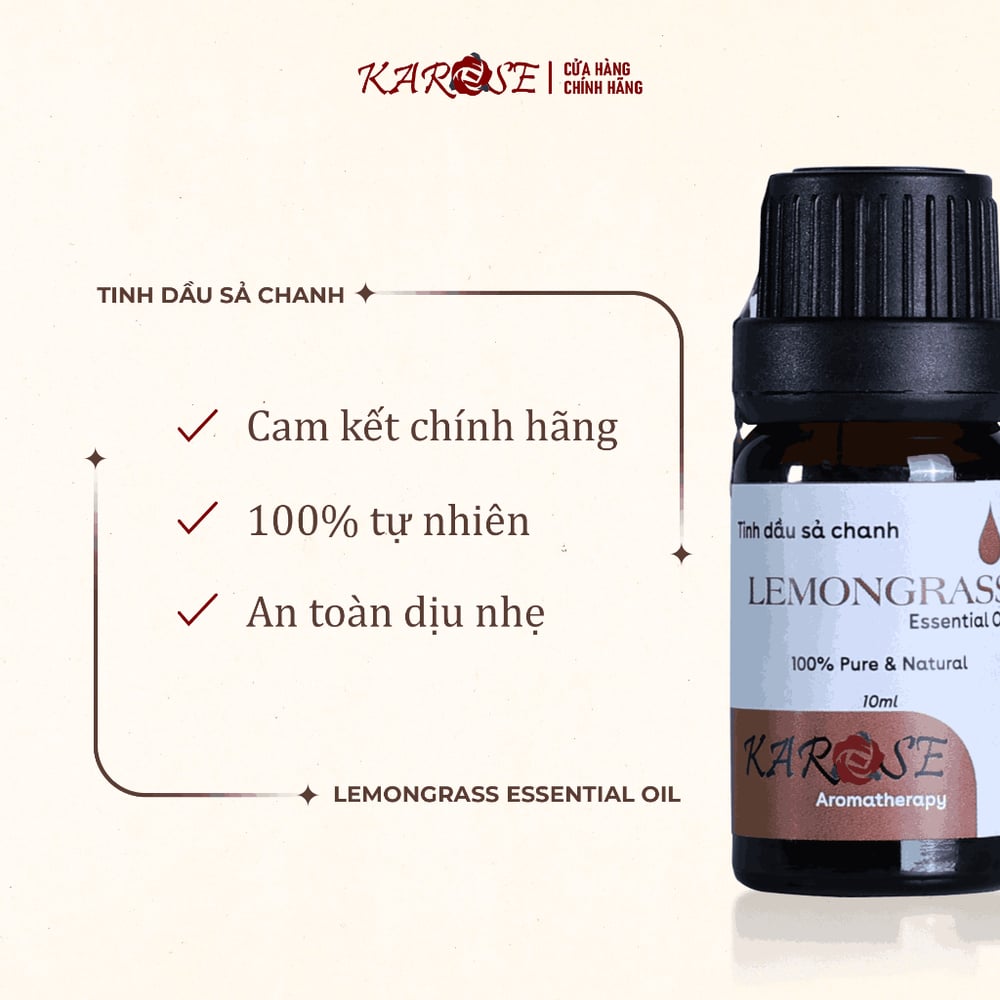 KAROSE
CỬA HÀNG
CHÍNH HÃNG
TINH DẦU SẢ CHANH
Cam kết chính hãng
100% tự nhiên
An toàn dịu nhẹ
LEMONGRASS ESSENTIAL OIL
Tinh dầu sả chanh
LEMONGRASS
Essential O
100% Pure & Natural
10ml
KAROSE
Aromatherapy